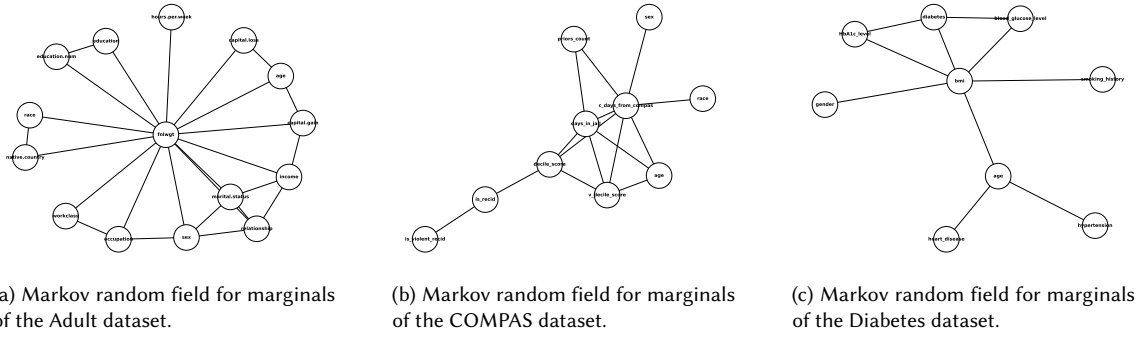 hours.per.week
education
capital.loss
education.num
age
race
capital.gain
fnlwgt
native.country
income
marital.status
workclass
relationship
occupation
sex
a) Markov random field for marginals
of the Adult dataset.
sex
priors_count
race
c_days_from_compas
days_in_jail
decile_score
age
v_decile_score
is_recid
is_violent_recid
(b) Markov random field for marginals
of the COMPAS dataset.
diabetes
blood_glucose_level
HbA1c_level
bmi
smoking_history
gender
age
heart_disease
hypertension
(c) Markov random field for marginals
of the Diabetes dataset.